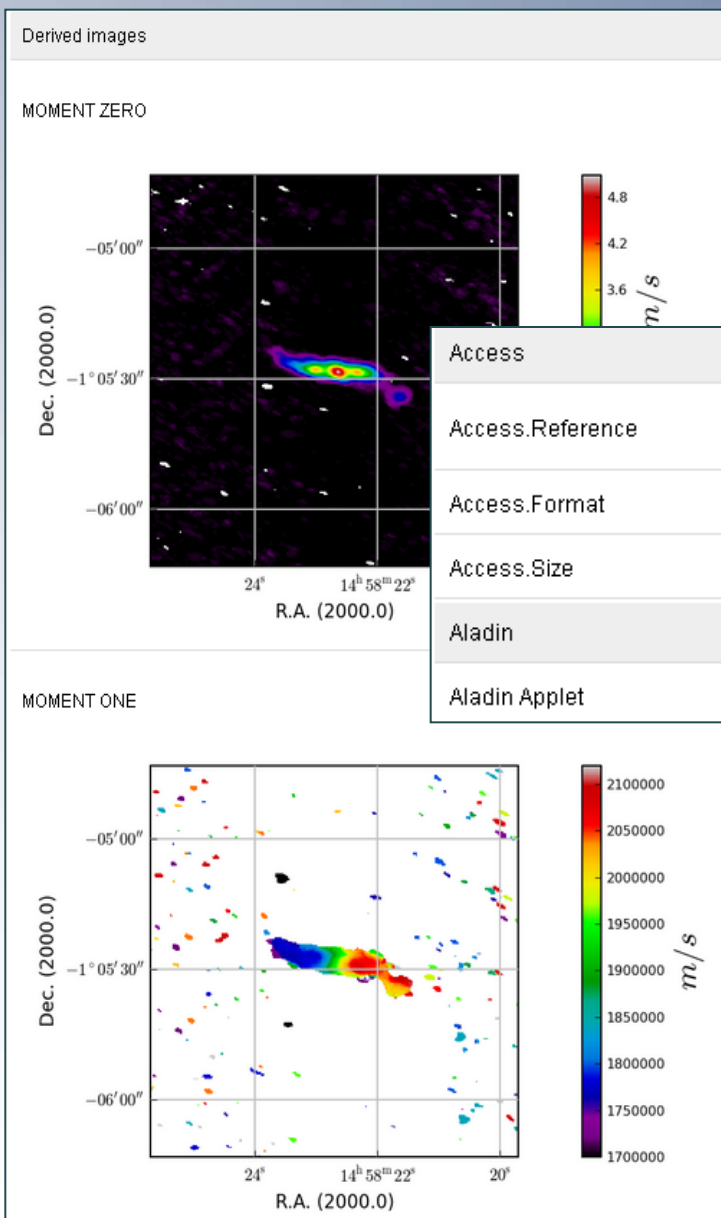 Derived images
MOMENT ZERO
4.8
4.2
3.6
m/s
−05′00″
−1°05′30″
−06′00″
Dec. (2000.0)
24ˢ 14ʰ58ᵐ22ˢ
R.A. (2000.0)
Access
Access.Reference
Access.Format
Access.Size
Aladin
Aladin Applet
MOMENT ONE
−05′00″
−1°05′30″
−06′00″
Dec. (2000.0)
24ˢ 14ʰ58ᵐ22ˢ 20ˢ
R.A. (2000.0)
2100000
2050000
2000000
1950000
1900000
1850000
1800000
1750000
1700000
m/s